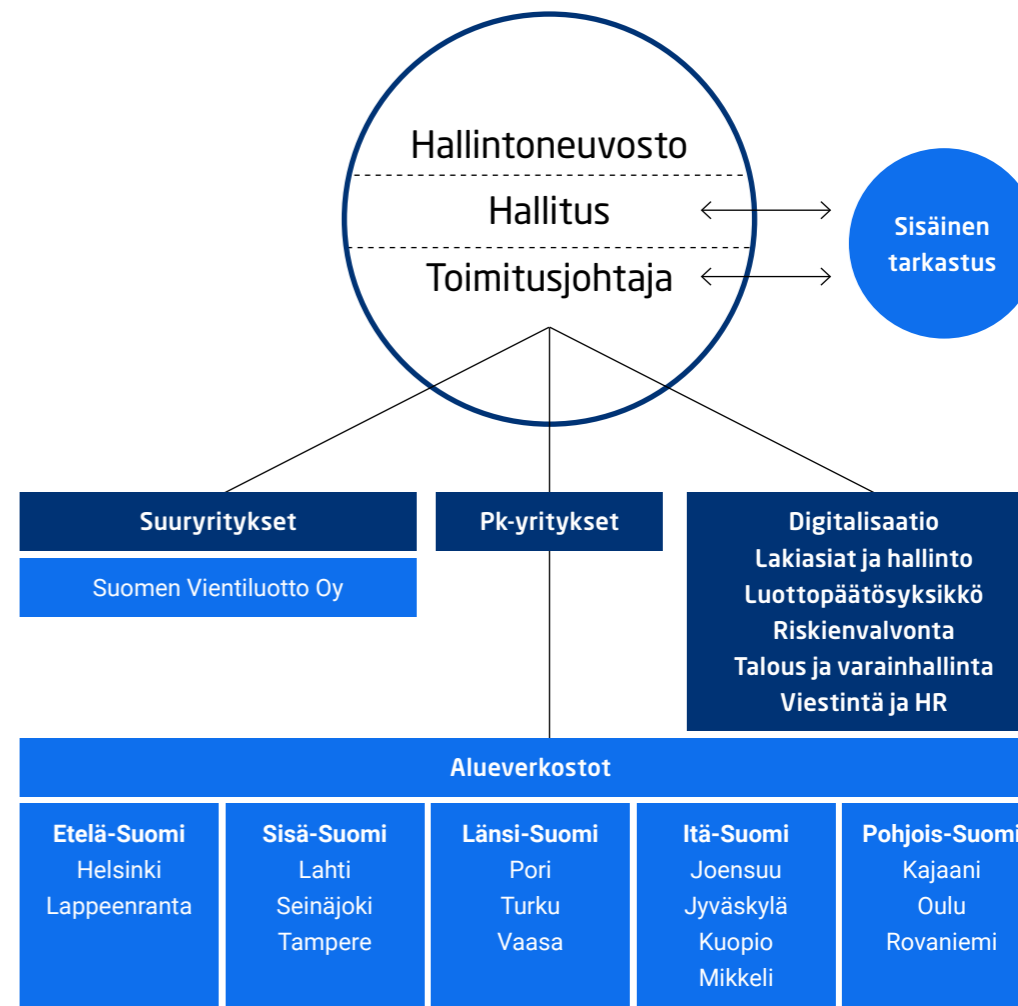 Hallintoneuvosto
Hallitus
Toimitusjohtaja
Sisäinen
tarkastus
Suuryritykset
Suomen Vientiluotto Oy
Pk-yritykset
Digitalisaatio
Lakiasiat ja hallinto
Luottopäätösyksikkö
Riskienvalvonta
Talous ja varainhallinta
Viestintä ja HR
Alueverkostot
Etelä-Suomi
Helsinki
Lappeenranta
Sisä-Suomi
Lahti
Seinäjoki
Tampere
Länsi-Suomi
Pori
Turku
Vaasa
Itä-Suomi
Joensuu
Jyväskylä
Kuopio
Mikkeli
Pohjois-Suomi
Kajaani
Oulu
Rovaniemi